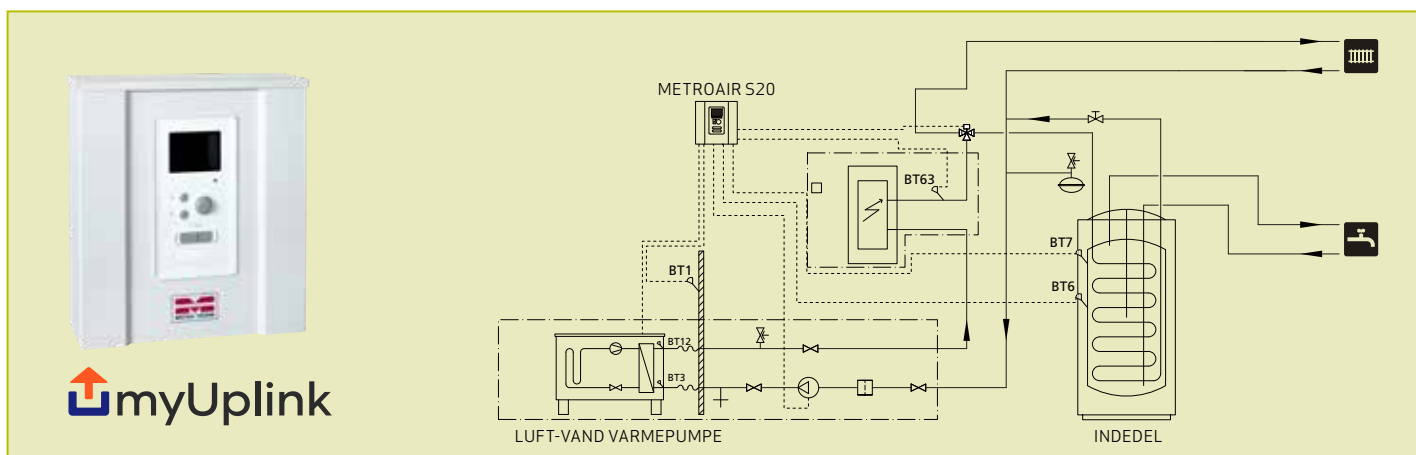 METROAIR S20
BT63
BT7
BT1
BT6
BT12
BT3
myUplink
LUFT-VAND VARMEPUMPE
INDEDEL